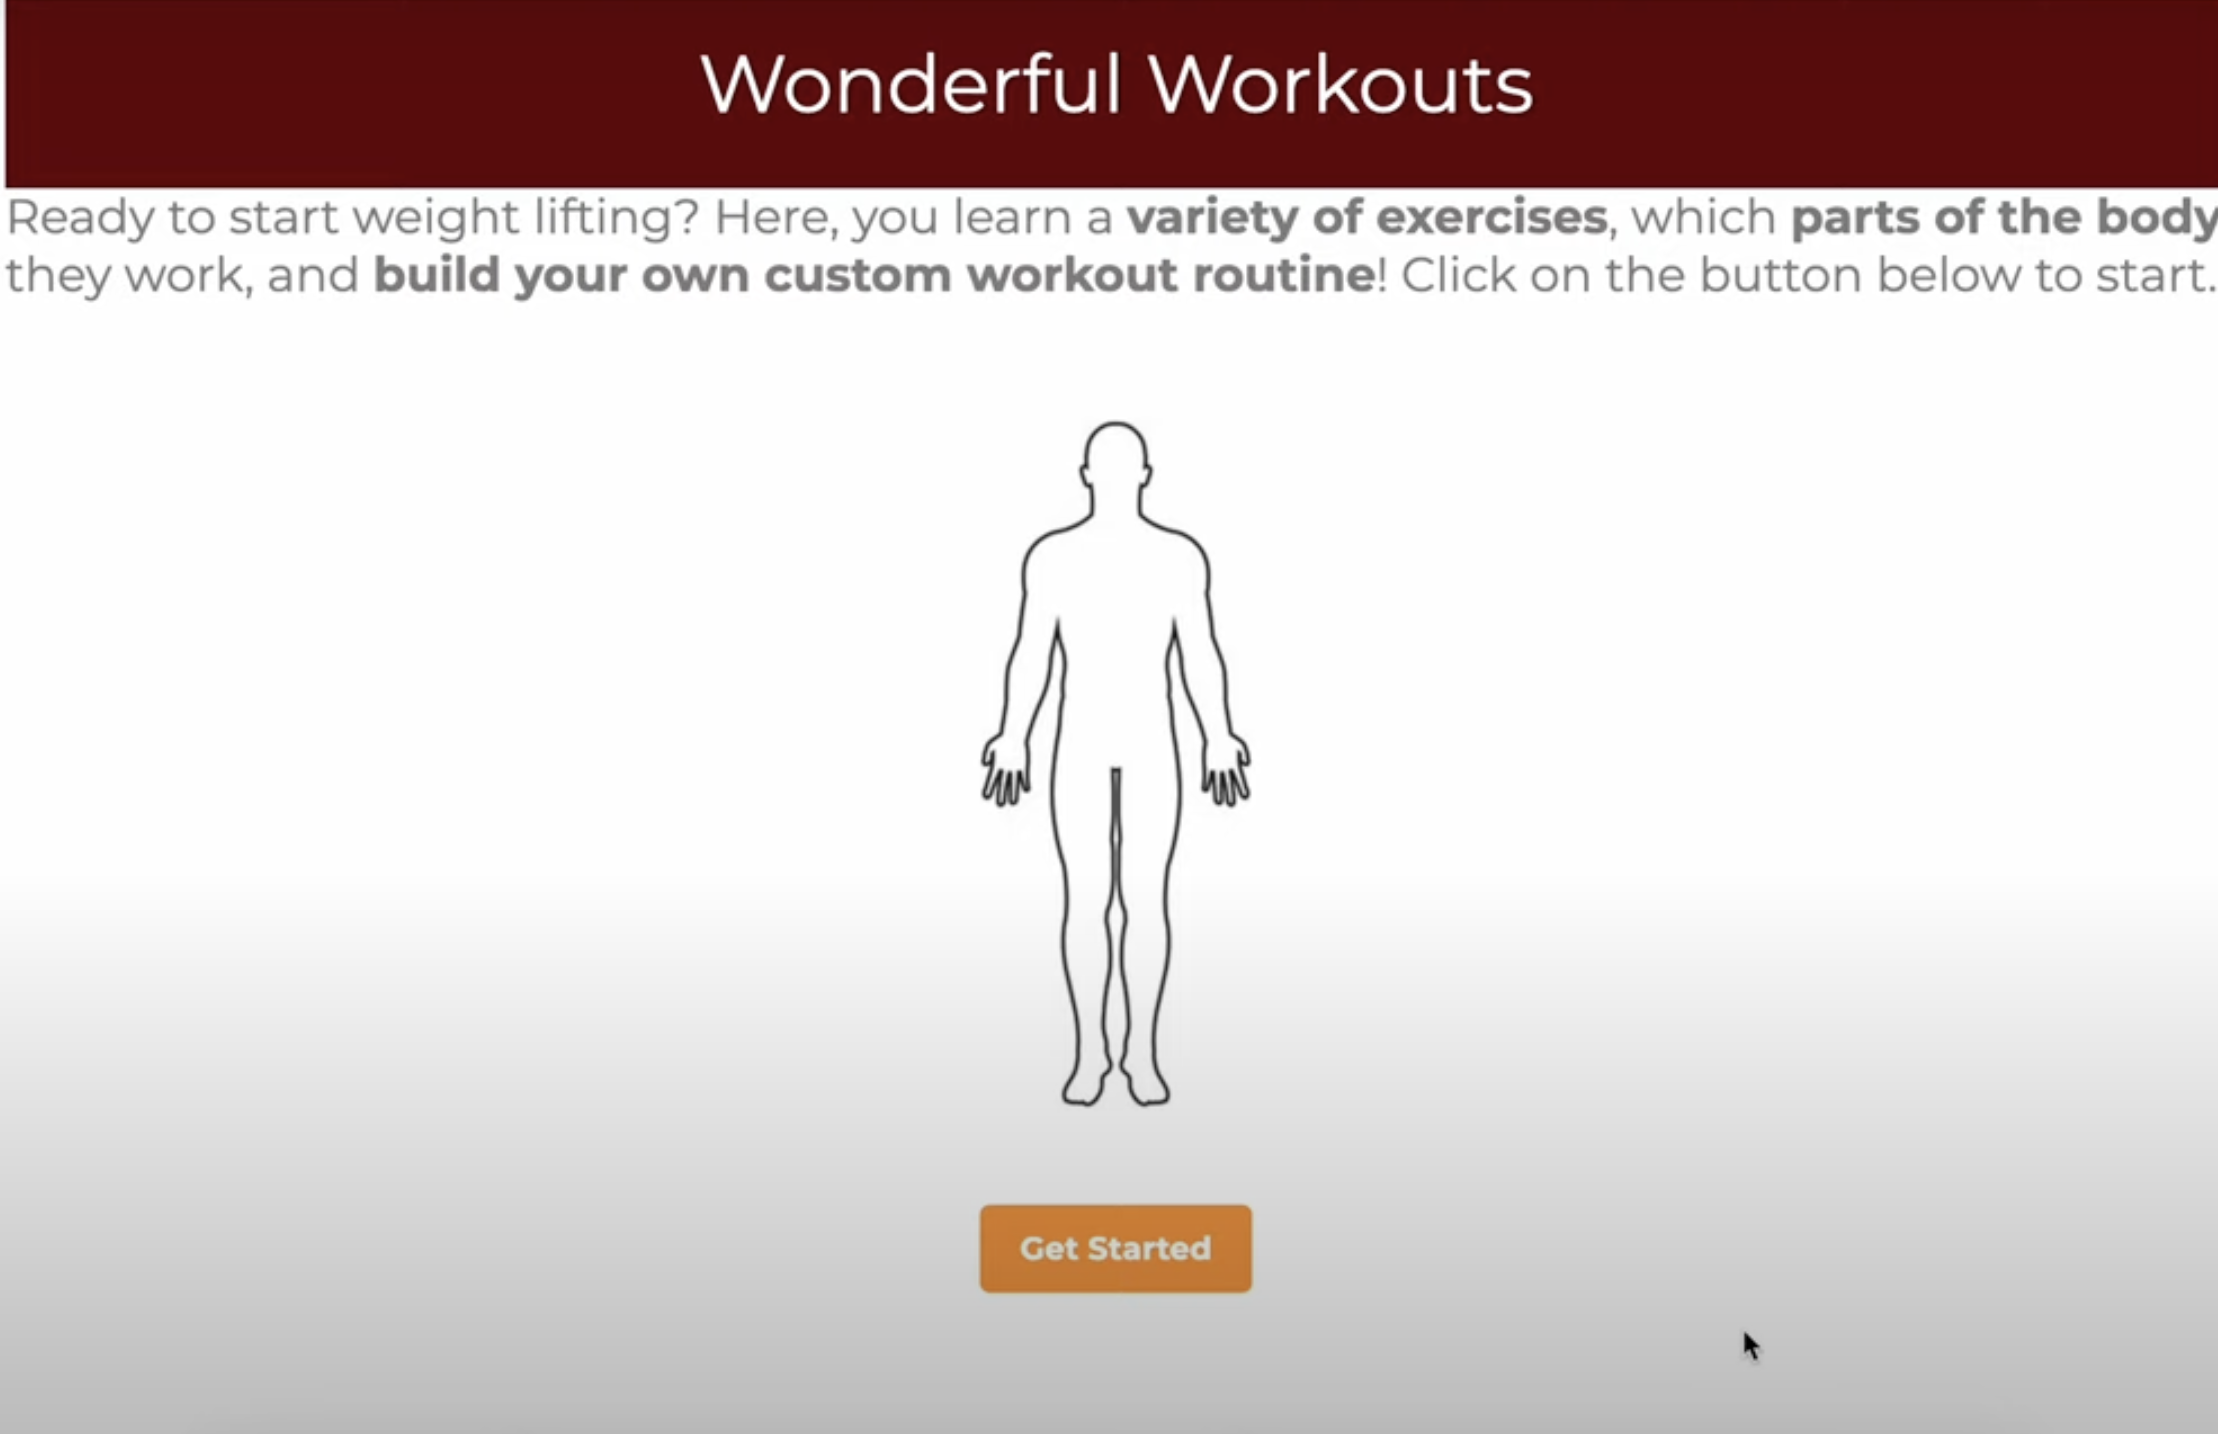 Wonderful Workouts
Ready to start weight lifting? Here, you learn a variety of exercises, which parts of the body
they work, and build your own custom workout routine! Click on the button below to start.
Get Started